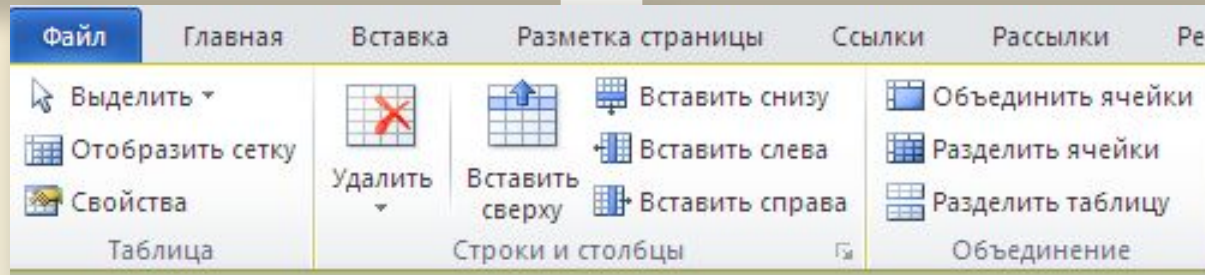 Файл Главная Вставка Разметка страницы Ссылки Рассылки Ре
Выделить
Отобразить сетку
Свойства
Таблица
Удалить
Вставить
сверху
Вставить снизу
Вставить слева
Вставить справа
Строки и столбцы
Объединить ячейки
Разделить ячейки
Разделить таблицу
Объединение